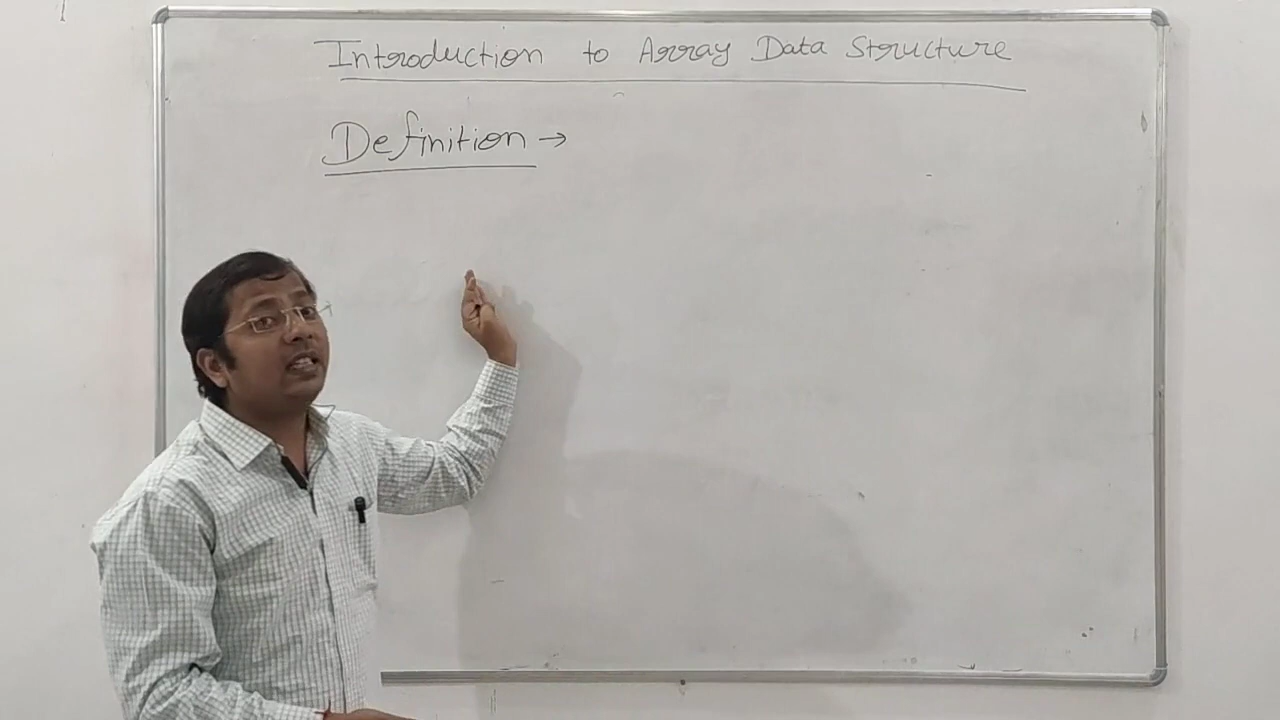 Introduction to Array Data Structure
Definition →